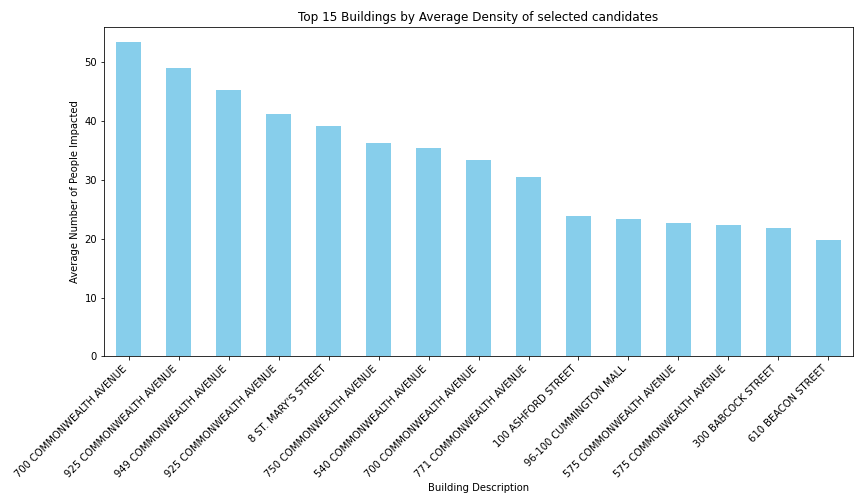 Top 15 Buildings by Average Density of selected candidates
Average Number of People Impacted
50
40
30
20
10
0
700 COMMONWEALTH AVENUE
925 COMMONWEALTH AVENUE
949 COMMONWEALTH AVENUE
925 COMMONWEALTH AVENUE
8 ST. MARY'S STREET
750 COMMONWEALTH AVENUE
540 COMMONWEALTH AVENUE
700 COMMONWEALTH AVENUE
771 COMMONWEALTH AVENUE
100 ASHFORD STREET
96-100 CUMMINGTON MALL
575 COMMONWEALTH AVENUE
575 COMMONWEALTH AVENUE
300 BABCOCK STREET
610 BEACON STREET
Building Description